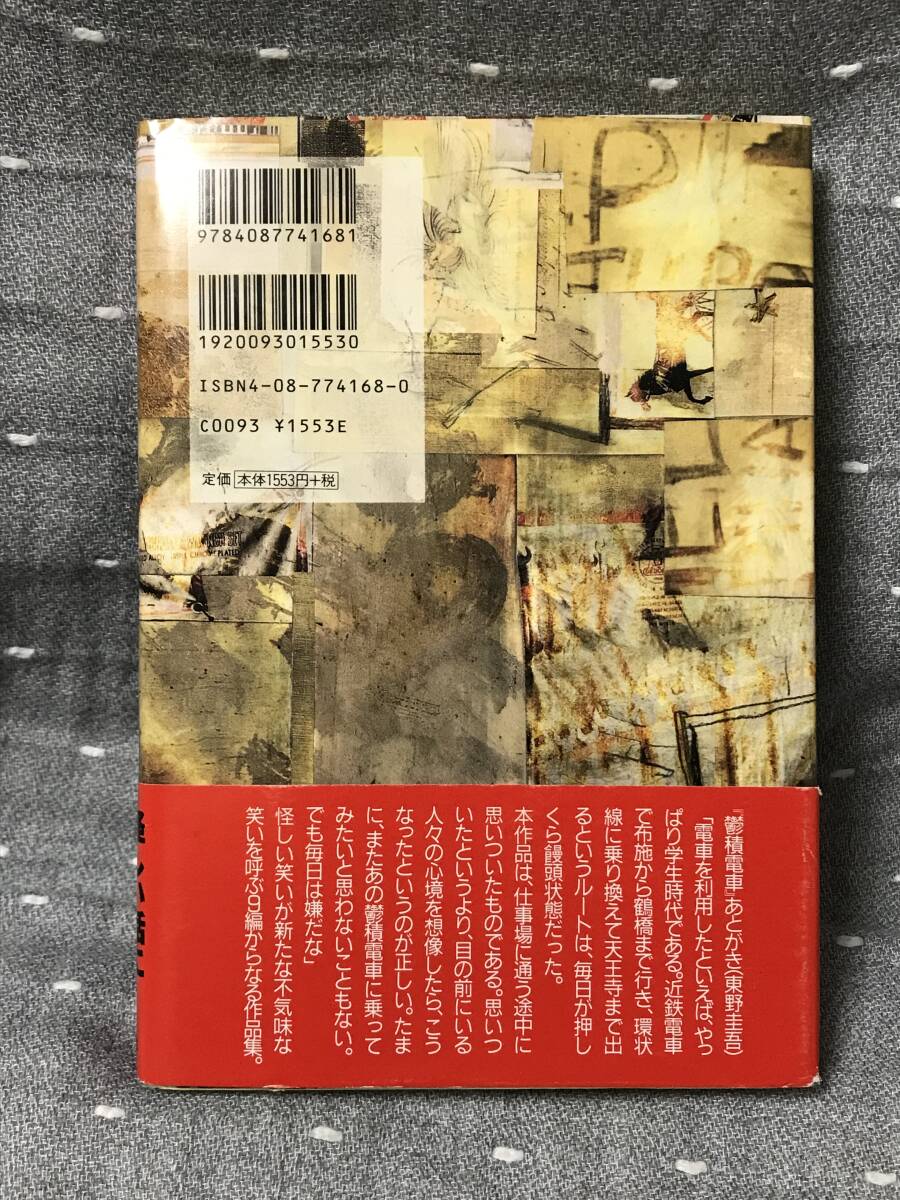 9784087741681
1920093015530
ISBN4-08-774168-0
C0093 ¥1553E
定価 本体1553円+税
『鬱積電車』あとがき(東野圭吾)
「電車を利用したといえば、やっ
ぱり学生時代である。近鉄電車
で布施から鶴橋まで行き、環状
線に乗り換えて天王寺まで出
るというルートは、毎日が押し
くら饅頭状態だった。
本作品は、仕事場に通う途中に
思いついたものである。思いつ
いたというより、目の前にいる
人々の心境を想像したら、こう
なったというのが正しい。たま
に、またあの鬱積電車に乗って
みたいと思わないこともない。
でも毎日は嫌だな」
怪しい笑いが新たな不気味な
笑いを呼ぶ9編からなる作品集。